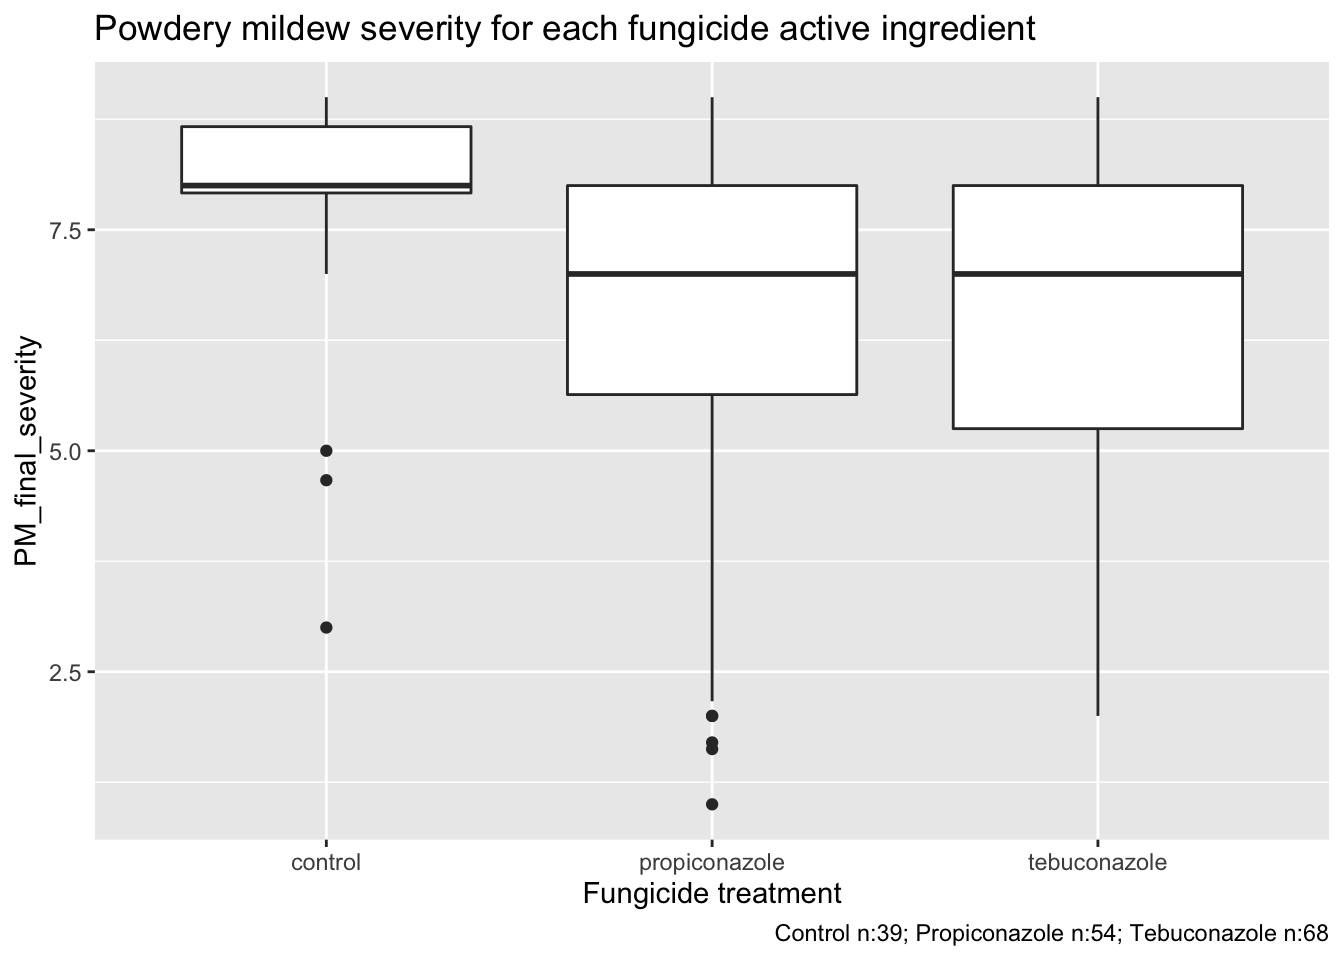 Powdery mildew severity for each fungicide active ingredient
PM_final_severity
7.5
5.0
2.5
control propiconazole tebuconazole
Fungicide treatment
Control n:39; Propiconazole n:54; Tebuconazole n:68